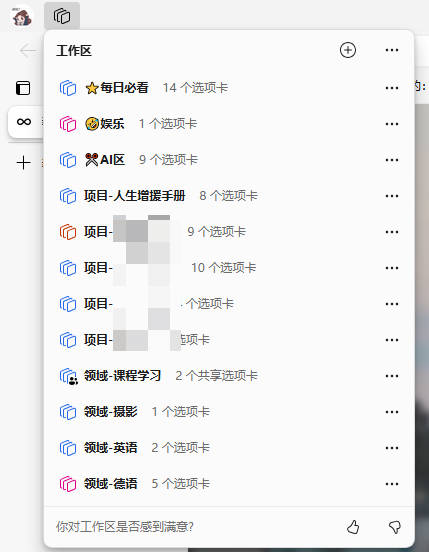 工作区
⭐每日必看 14 个选项卡
🤣娱乐 1 个选项卡
AI区 9 个选项卡
项目-人生增援手册 8 个选项卡
项目- 9 个选项卡
项目- 10 个选项卡
项目- 个选项卡
项目- 选项卡
领域-课程学习 2 个共享选项卡
领域-摄影 1 个选项卡
领域-英语 2 个选项卡
领域-德语 5 个选项卡
你对工作区是否感到满意?